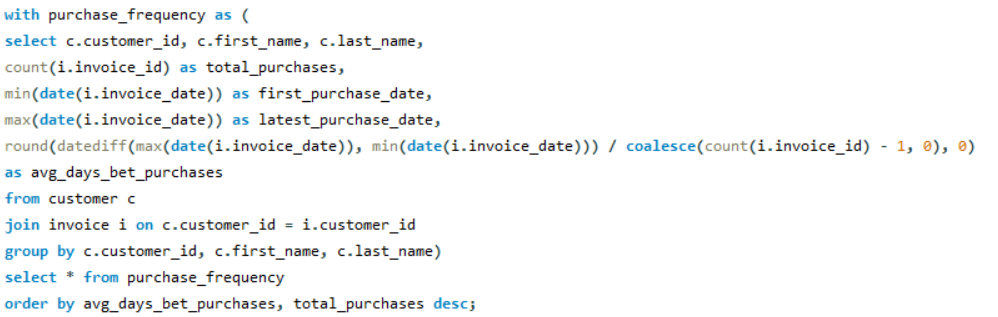 with purchase_frequency as (
select c.customer_id, c.first_name, c.last_name,
count(i.invoice_id) as total_purchases,
min(date(i.invoice_date)) as first_purchase_date,
max(date(i.invoice_date)) as latest_purchase_date,
round(datediff(max(date(i.invoice_date)), min(date(i.invoice_date))) / coalesce(count(i.invoice_id) - 1, 0), 0)
as avg_days_bet_purchases
from customer c
join invoice i on c.customer_id = i.customer_id
group by c.customer_id, c.first_name, c.last_name)
select * from purchase_frequency
order by avg_days_bet_purchases, total_purchases desc;